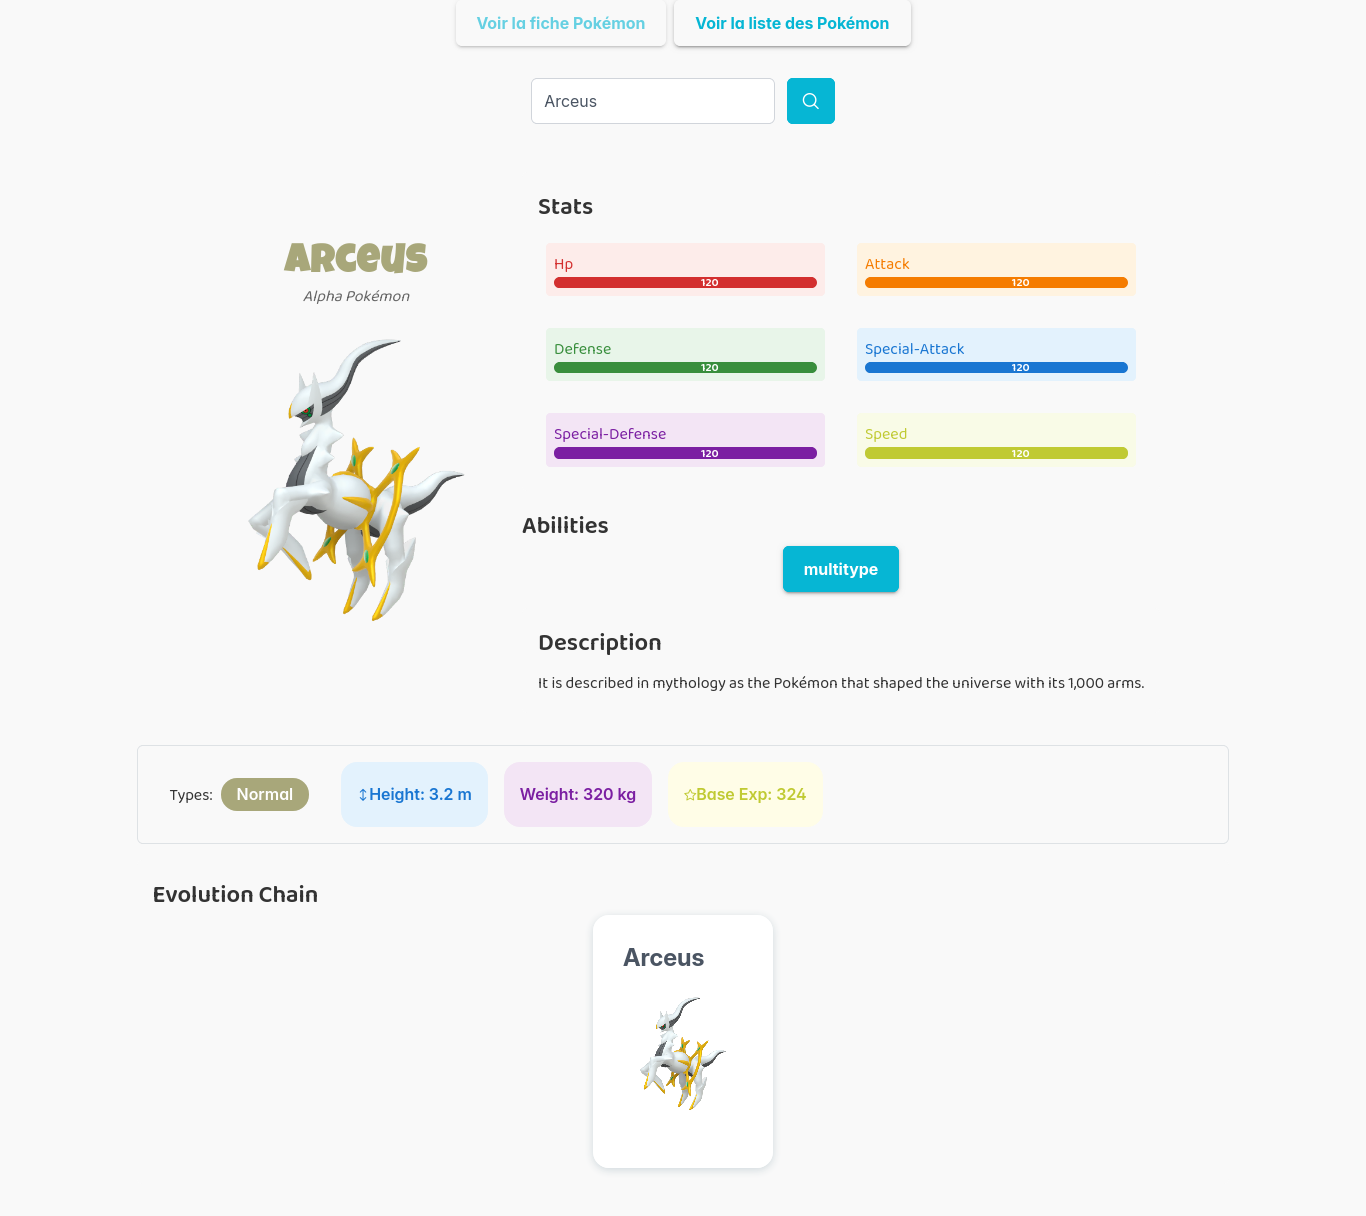 Voir la fiche Pokémon
Voir la liste des Pokémon
Arceus
Arceus
Alpha Pokémon
Stats
Hp
120
Attack
120
Defense
120
Special-Attack
120
Special-Defense
120
Speed
120
Abilities
multitype
Description
It is described in mythology as the Pokémon that shaped the universe with its 1,000 arms.
Types:
Normal
Height: 3.2 m
Weight: 320 kg
Base Exp: 324
Evolution Chain
Arceus